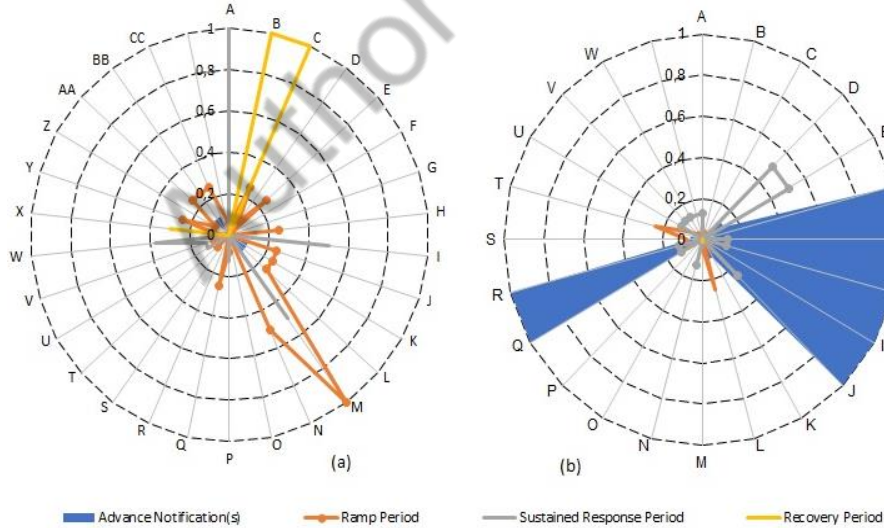 A
B
C
D
E
F
G
H
I
J
K
L
M
N
O
P
Q
R
S
T
U
V
W
X
Y
Z
AA
BB
CC
1
0,8
0,6
0,4
0,2
0
(a)
A
B
C
D
E
I
J
K
L
M
N
O
P
Q
R
S
T
U
V
W
1
0,8
0,6
0,4
0,2
0
(b)
Author
Advance Notification(s) Ramp Period Sustained Response Period Recovery Period